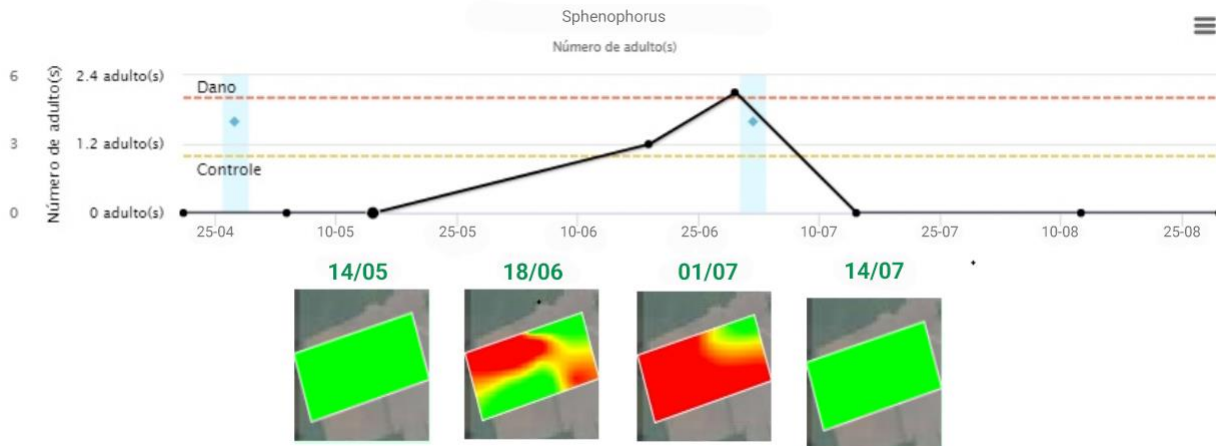 Sphenophorus
Número de adulto(s)
6
3
0
Número de adulto(s)
2.4 adulto(s)
1.2 adulto(s)
0 adulto(s)
Dano
Controle
25-04 10-05 25-05 10-06 25-06 10-07 25-07 10-08 25-08
14/05 18/06 01/07 14/07